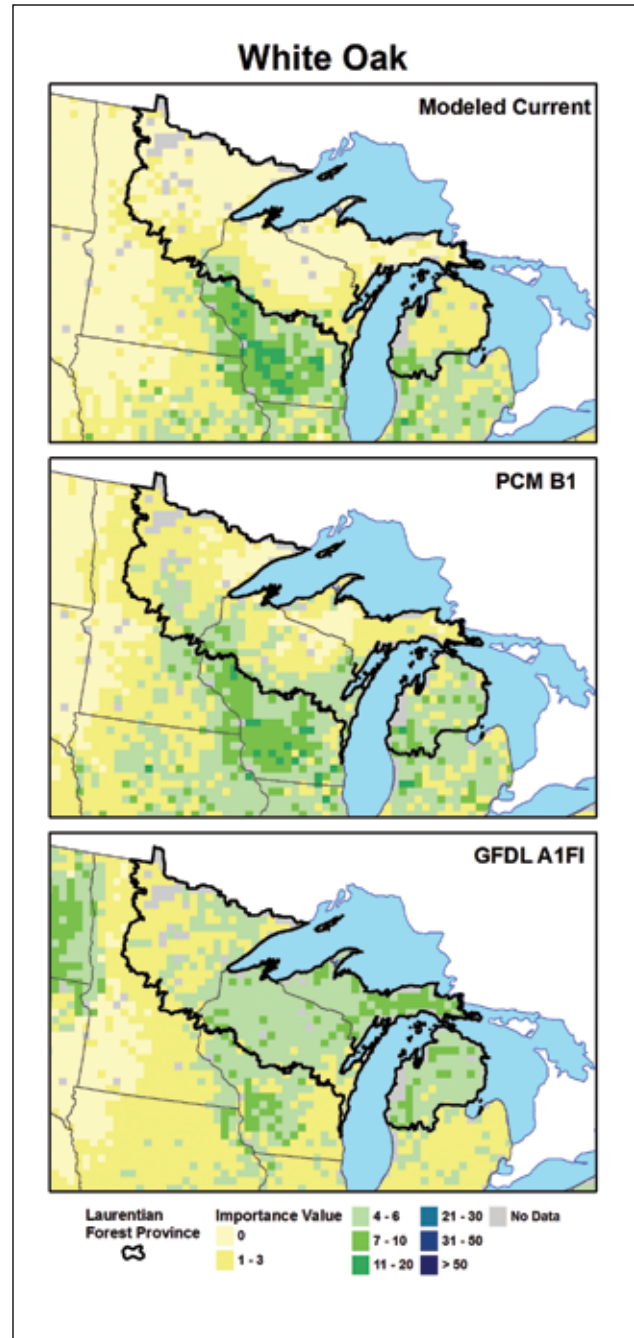 White Oak
Modeled Current
PCM B1
GFDL A1FI
Laurentian
Forest Province
Importance Value
0
1 - 3
4 - 6
7 - 10
11 - 20
21 - 30
31 - 50
> 50
No Data